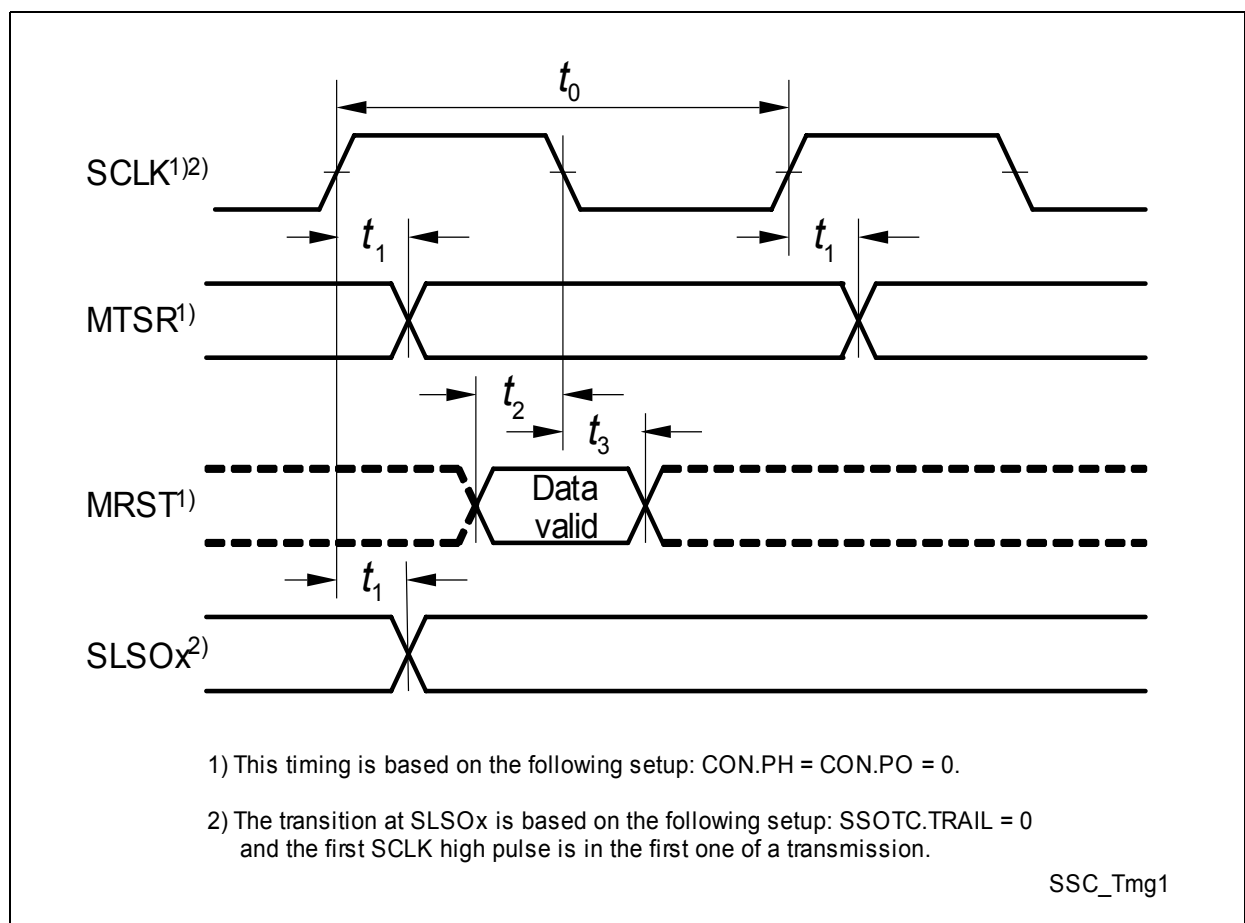 t0
SCLK1)2)
t1
t1
MTSR1)
t2
t3
MRST1)
Data
valid
t1
SLSOx2)
1) This timing is based on the following setup: CON.PH = CON.PO = 0.
2) The transition at SLSOx is based on the following setup: SSOTC.TRAIL = 0
and the first SCLK high pulse is in the first one of a transmission.
SSC_Tmg1